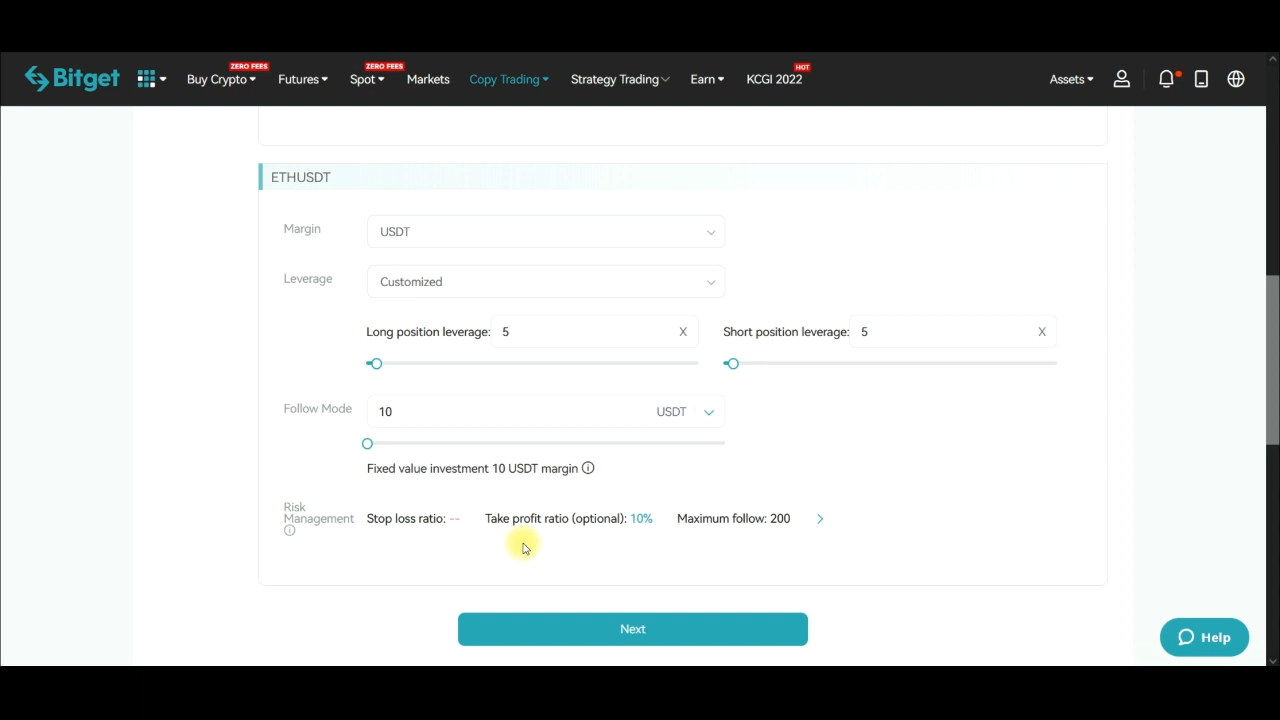 Bitget
Buy Crypto
ZERO FEES
Futures
Spot
ZERO FEES
Markets
Copy Trading
Strategy Trading
Earn
KCGI 2022
HOT
Assets
ETHUSDT
Margin
USDT
Leverage
Customized
Long position leverage: 5 X
Short position leverage: 5 X
Follow Mode
10 USDT
Fixed value investment 10 USDT margin
Risk
Management
Stop loss ratio: -- Take profit ratio (optional): 10% Maximum follow: 200
Next
Help